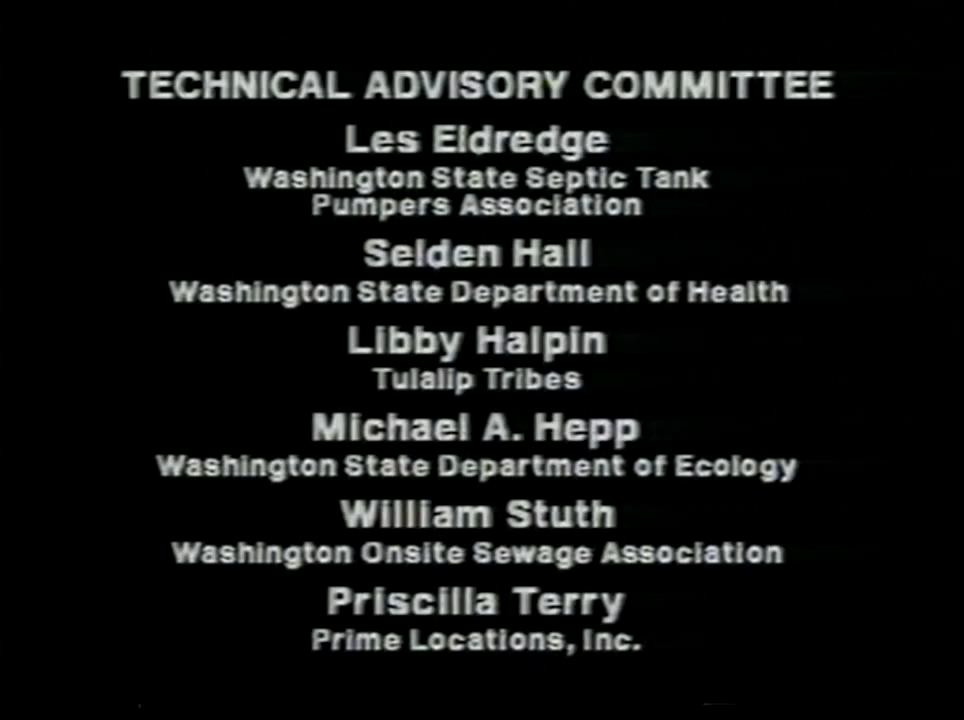 TECHNICAL ADVISORY COMMITTEE
Les Eldredge
Washington State Septic Tank
Pumpers Association
Selden Hall
Washington State Department of Health
Libby Halpin
Tulalip Tribes
Michael A. Hepp
Washington State Department of Ecology
William Stuth
Washington Onsite Sewage Association
Priscilla Terry
Prime Locations, Inc.